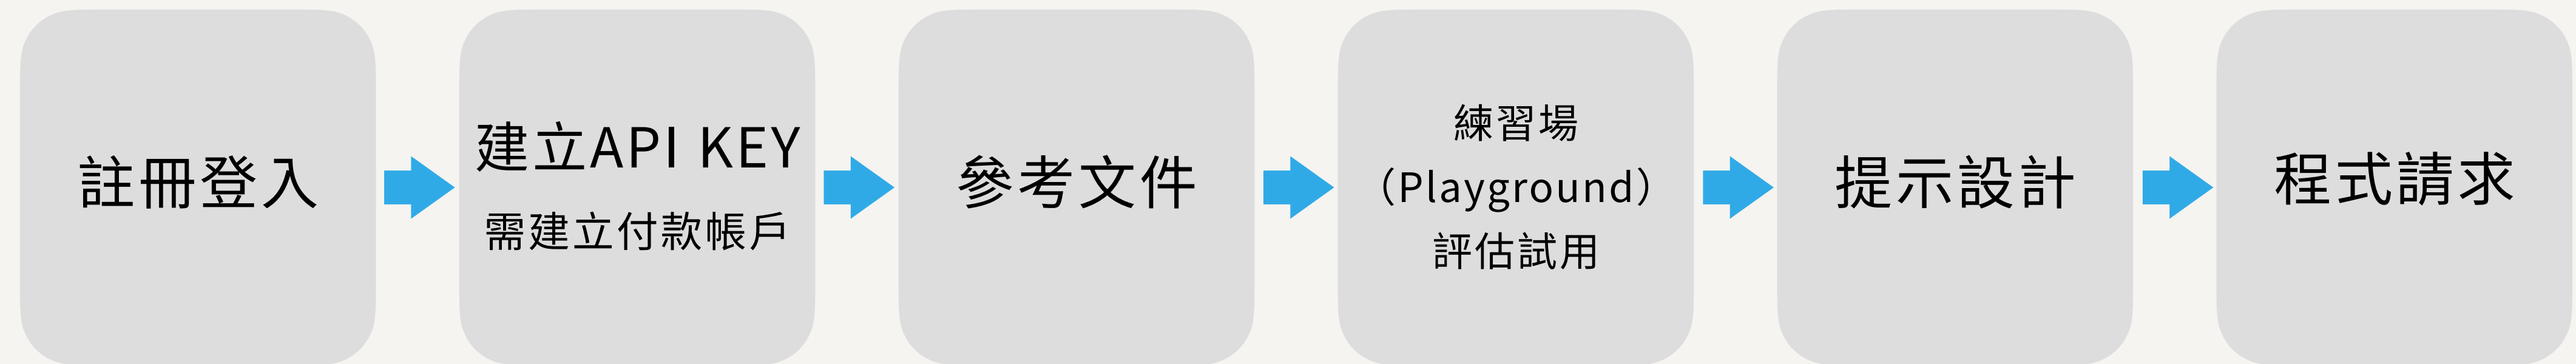 註冊登入
建立API KEY
需建立付款帳戶
參考文件
練習場
（Playground）
評估試用
提示設計
程式請求